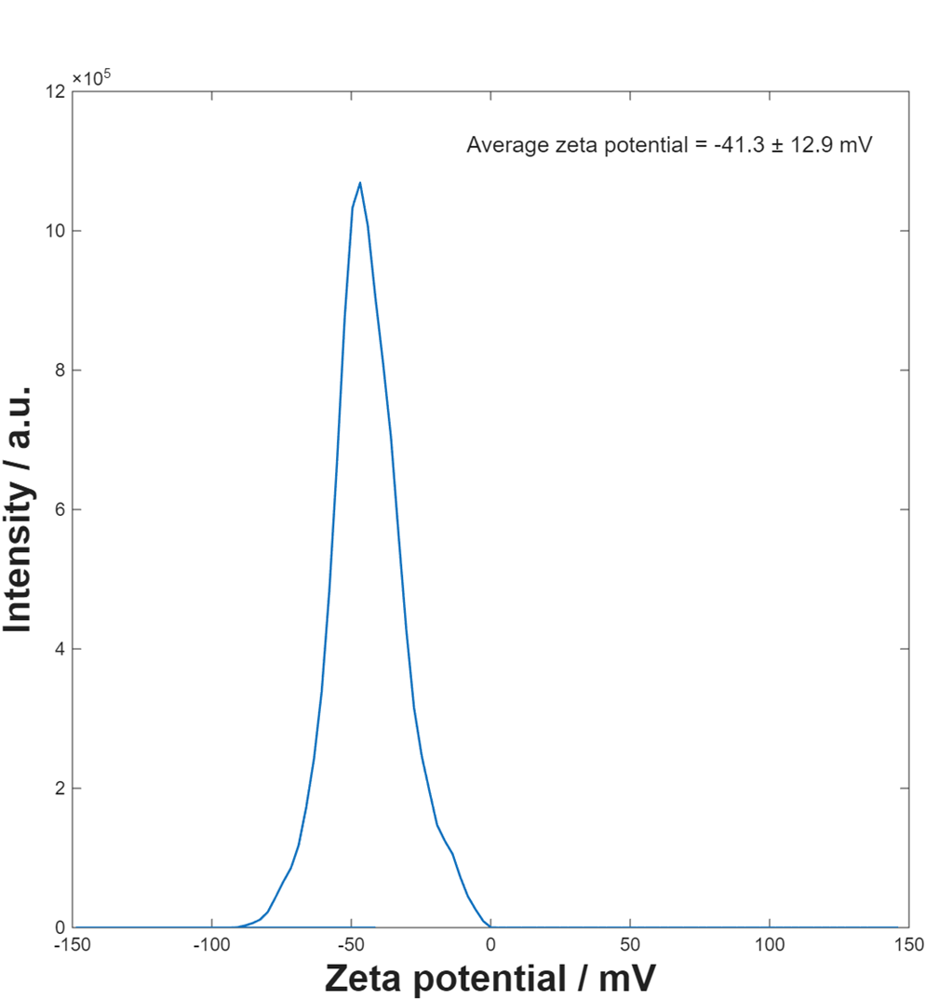 ×10⁵
12
Average zeta potential = -41.3 ± 12.9 mV
10
8
6
4
2
0
Intensity / a.u.
-150 -100 -50 0 50 100 150
Zeta potential / mV